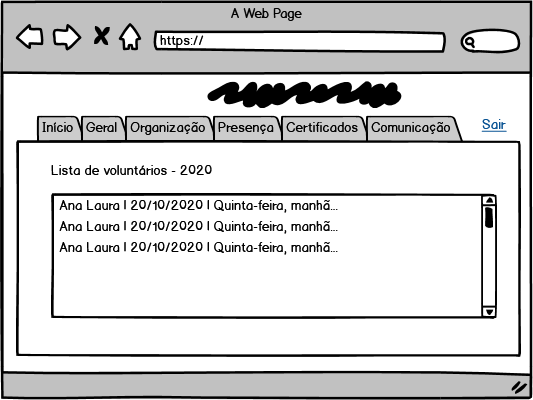 A Web Page
https://
Início Geral Organização Presença Certificados Comunicação Sair
Lista de voluntários - 2020
Ana Laura | 20/10/2020 | Quinta-feira, manhã...
Ana Laura | 20/10/2020 | Quinta-feira, manhã...
Ana Laura | 20/10/2020 | Quinta-feira, manhã...